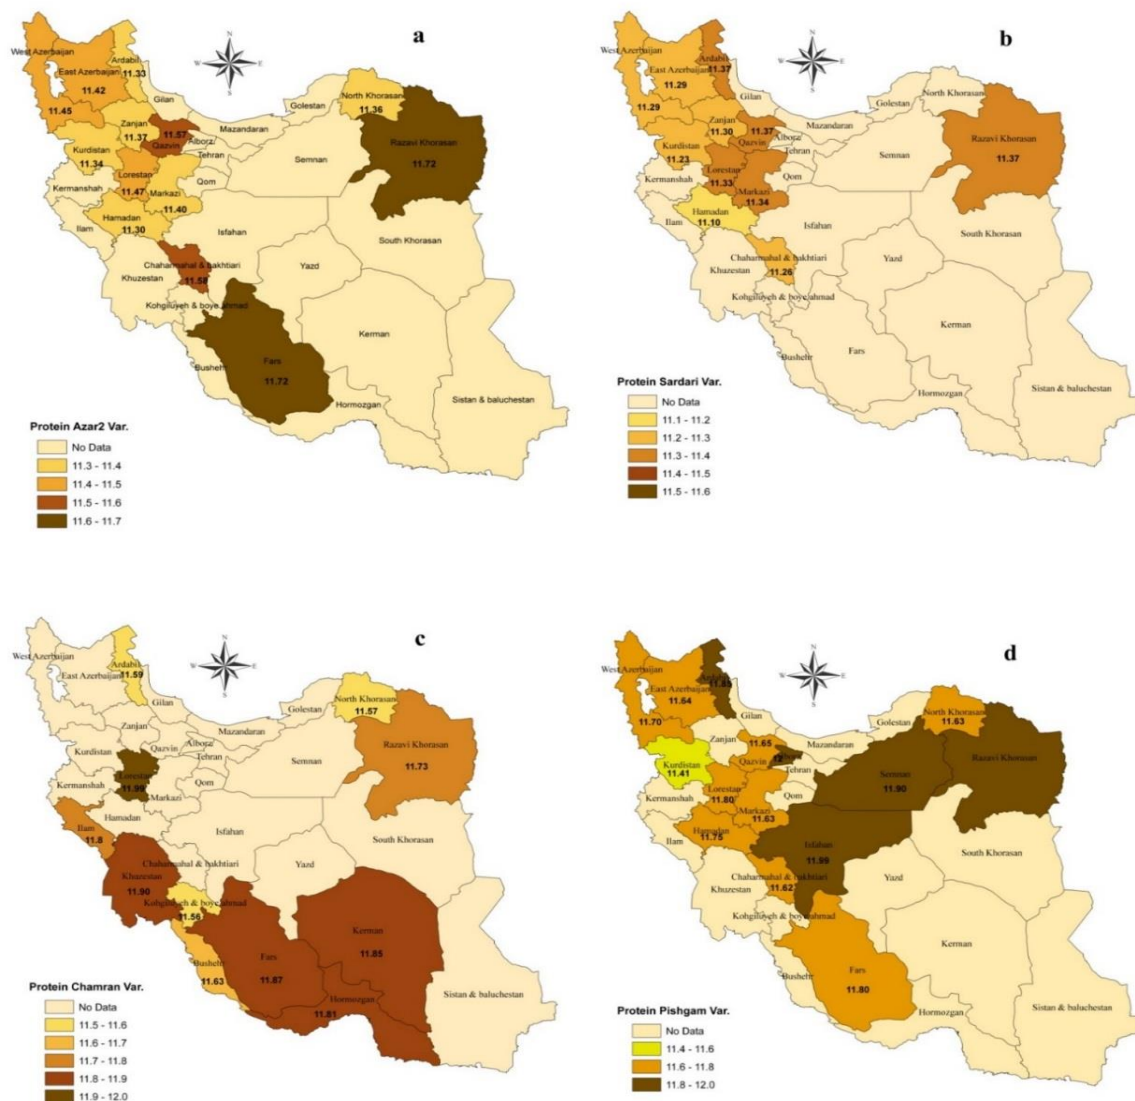 a
N
W
E
S
West Azerbaijan
Ardabil
11.33
East Azerbaijan
11.42
11.45
Gilan
Golestan
North Khorasan
11.36
Zanjan
11.37
11.57
Qazvin
Alborz
Mazandaran
Tehran
Semnan
Razavi Khorasan
11.72
Kurdistan
11.34
Lorestan
11.47
Qom
Kermanshah
Markazi
11.40
Hamadan
11.30
Ilam
Isfahan
South Khorasan
Chaharmahal & bakhtiari
11.58
Khuzestan
Yazd
Kohgiluyeh & boye ahmad
Kerman
Fars
11.72
Bushehr
Hormozgan
Sistan & baluchestan
Protein Azar2 Var.
No Data
11.3 - 11.4
11.4 - 11.5
11.5 - 11.6
11.6 - 11.7
b
N
W
E
S
West Azerbaijan
Ardabil
11.37
East Azerbaijan
11.29
11.29
Gilan
Golestan
North Khorasan
Zanjan
11.30
11.37
Qazvin
Mazandaran
Tehran
Semnan
Razavi Khorasan
11.37
Kurdistan
11.23
Lorestan
11.33
Qom
Kermanshah
Markazi
11.34
Hamadan
11.10
Ilam
Isfahan
South Khorasan
Chaharmahal & bakhtiari
11.26
Khuzestan
Yazd
Kohgiluyeh & boye ahmad
Kerman
Fars
Bushehr
Hormozgan
Sistan & baluchestan
Protein Sardari Var.
No Data
11.1 - 11.2
11.2 - 11.3
11.3 - 11.4
11.4 - 11.5
11.5 - 11.6
c
N
W
E
S
West Azerbaijan
Ardabil
11.59
East Azerbaijan
Gilan
Golestan
North Khorasan
11.57
Zanjan
Qazvin
Alborz
Mazandaran
Tehran
Semnan
Razavi Khorasan
11.73
Kurdistan
Lorestan
11.99
Qom
Kermanshah
Markazi
Hamadan
Ilam
11.8
Isfahan
South Khorasan
Chaharmahal & bakhtiari
Khuzestan
11.90
Yazd
Kohgiluyeh & boye ahmad
11.56
Kerman
11.85
Fars
11.87
Bushehr
11.63
Hormozgan
11.81
Sistan & baluchestan
Protein Chamran Var.
No Data
11.5 - 11.6
11.6 - 11.7
11.7 - 11.8
11.8 - 11.9
11.9 - 12.0
d
N
W
E
S
West Azerbaijan
East Azerbaijan
11.64
11.70
Gilan
Golestan
North Khorasan
11.63
Zanjan
11.65
Qazvin
Mazandaran
Tehran
Semnan
11.90
Razavi Khorasan
Kurdistan
11.41
Lorestan
11.80
Qom
Kermanshah
Markazi
11.63
Hamadan
11.75
Ilam
Isfahan
11.99
South Khorasan
Chaharmahal & bakhtiari
11.62
Khuzestan
Yazd
Kohgiluyeh & boye ahmad
Kerman
Fars
11.80
Bushehr
Hormozgan
Sistan & baluchestan
Protein Pishgam Var.
No Data
11.4 - 11.6
11.6 - 11.8
11.8 - 12.0